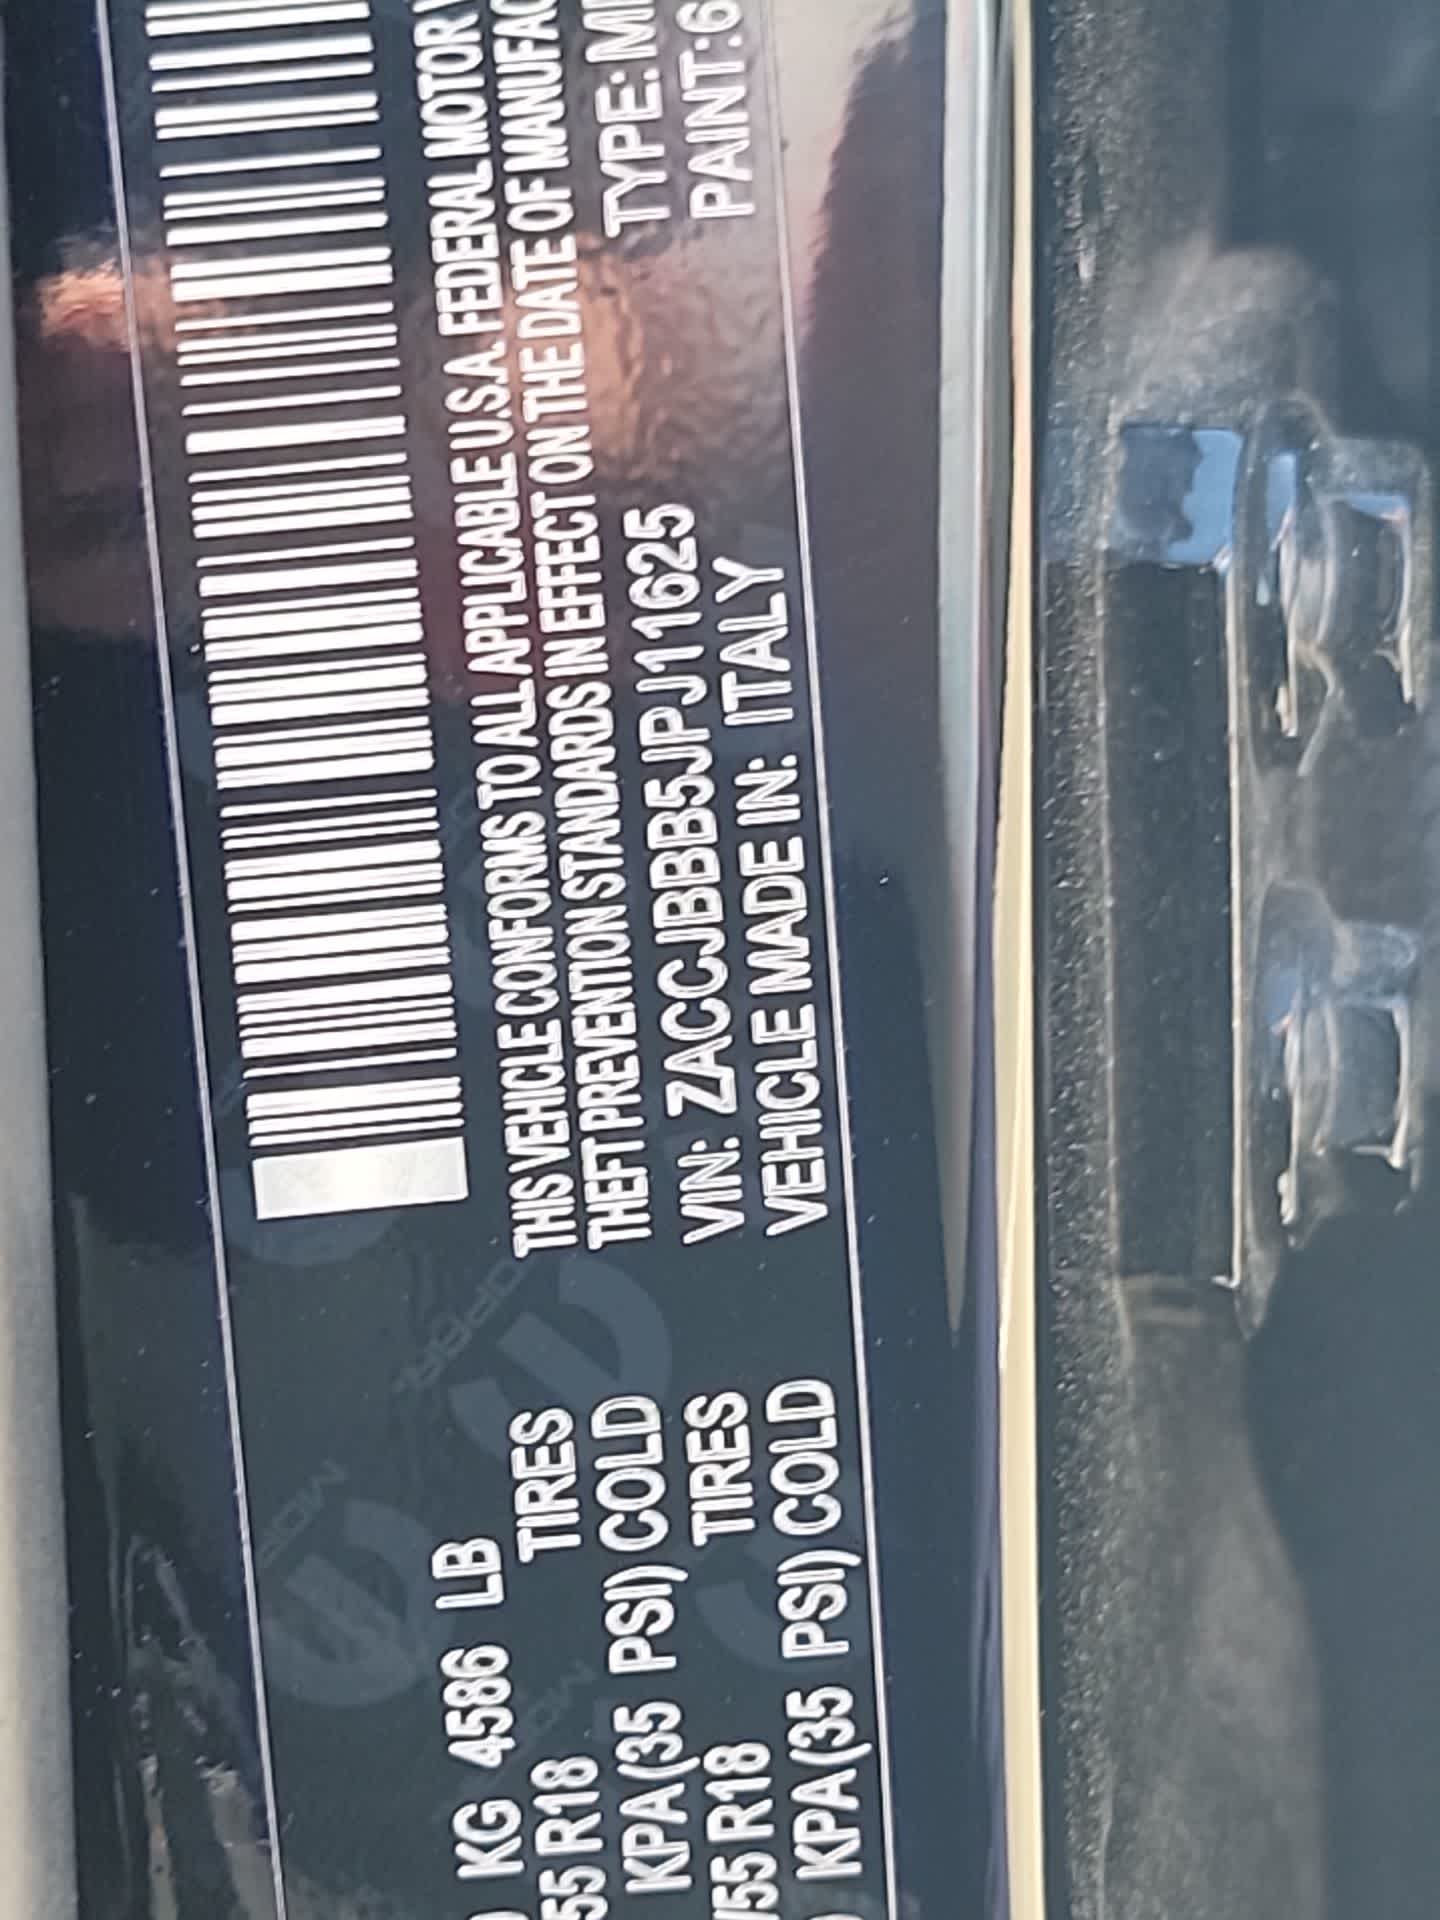 KG 4586 LB
55 R18 TIRES
KPA (35 PSI) COLD
/55 R18 TIRES
KPA (35 PSI) COLD
THIS VEHICLE CONFORMS TO ALL APPLICABLE U.S.A. FEDERAL MOTOR
THEFT PREVENTION STANDARDS IN EFFECT ON THE DATE OF MANUFAC
VIN: ZACCJBBB5JPJ11625 TYPE: M
VEHICLE MADE IN: ITALY PAINT: 6
MOPAR